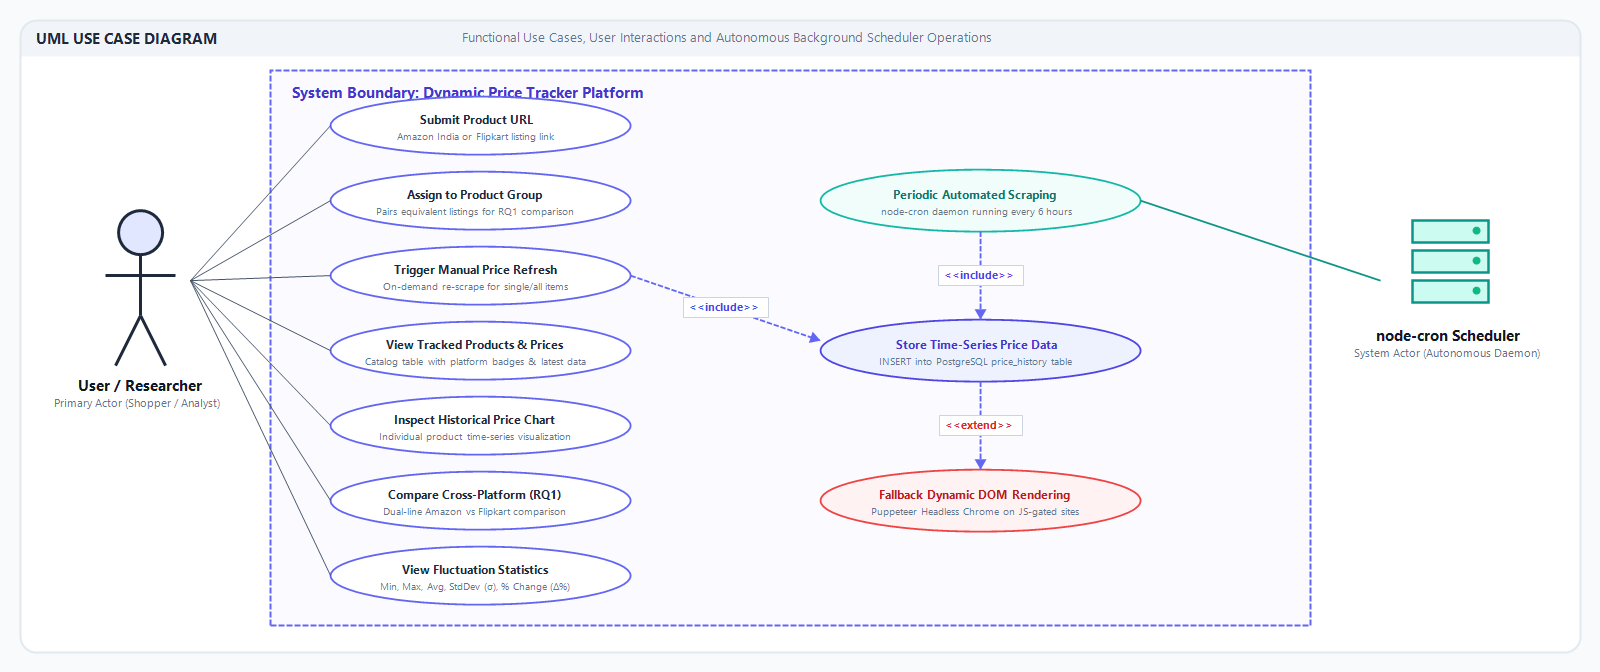 UML USE CASE DIAGRAM
Functional Use Cases, User Interactions and Autonomous Background Scheduler Operations
System Boundary: Dynamic Price Tracker Platform
Submit Product URL
Amazon India or Flipkart listing link
Assign to Product Group
Pairs equivalent listings for RQ1 comparison
Trigger Manual Price Refresh
On-demand re-scrape for single/all items
View Tracked Products & Prices
Catalog table with platform badges & latest data
Inspect Historical Price Chart
Individual product time-series visualization
Compare Cross-Platform (RQ1)
Dual-line Amazon vs Flipkart comparison
View Fluctuation Statistics
Min, Max, Avg, StdDev (σ), % Change (Δ%)
User / Researcher
Primary Actor (Shopper / Analyst)
<<include>>
Periodic Automated Scraping
node-cron daemon running every 6 hours
<<include>>
Store Time-Series Price Data
INSERT into PostgreSQL price_history table
<<extend>>
Fallback Dynamic DOM Rendering
Puppeteer Headless Chrome on JS-gated sites
node-cron Scheduler
System Actor (Autonomous Daemon)